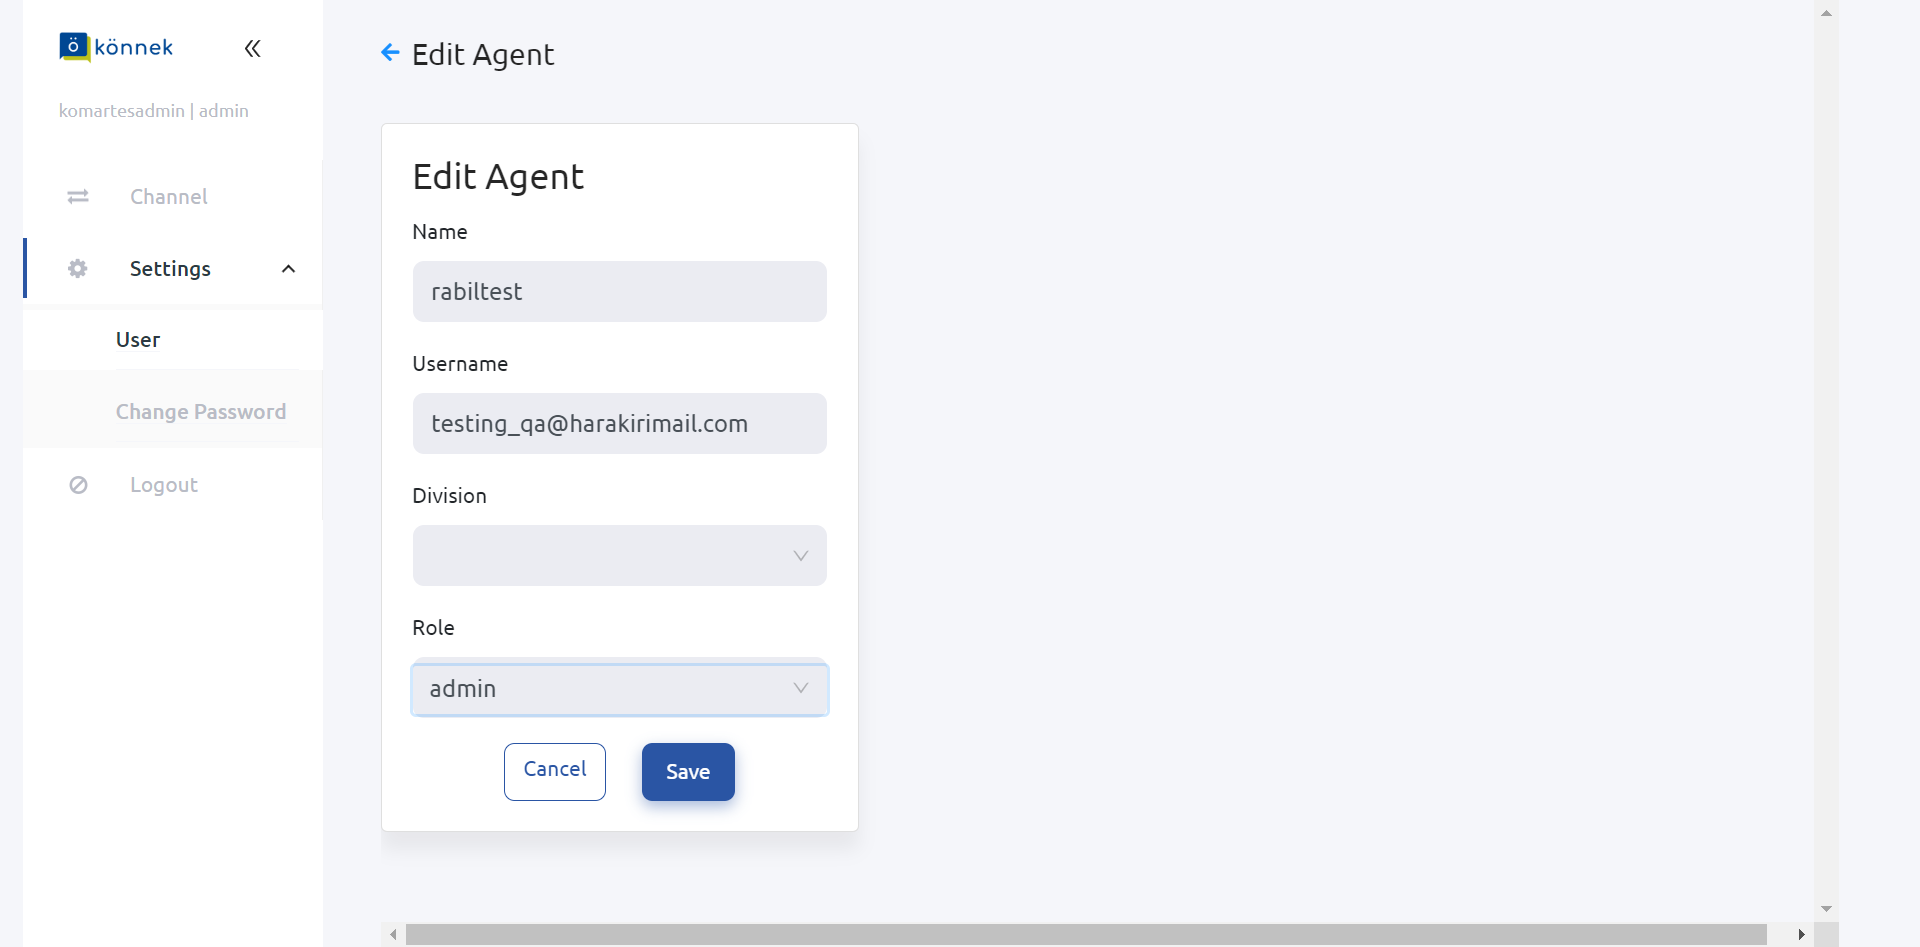 ö könnek
komartesadmin | admin
Channel
Settings
User
Change Password
Logout
Edit Agent
Edit Agent
Name
rabiltest
Username
testing_qa@harakirimail.com
Division
Role
admin
Cancel
Save